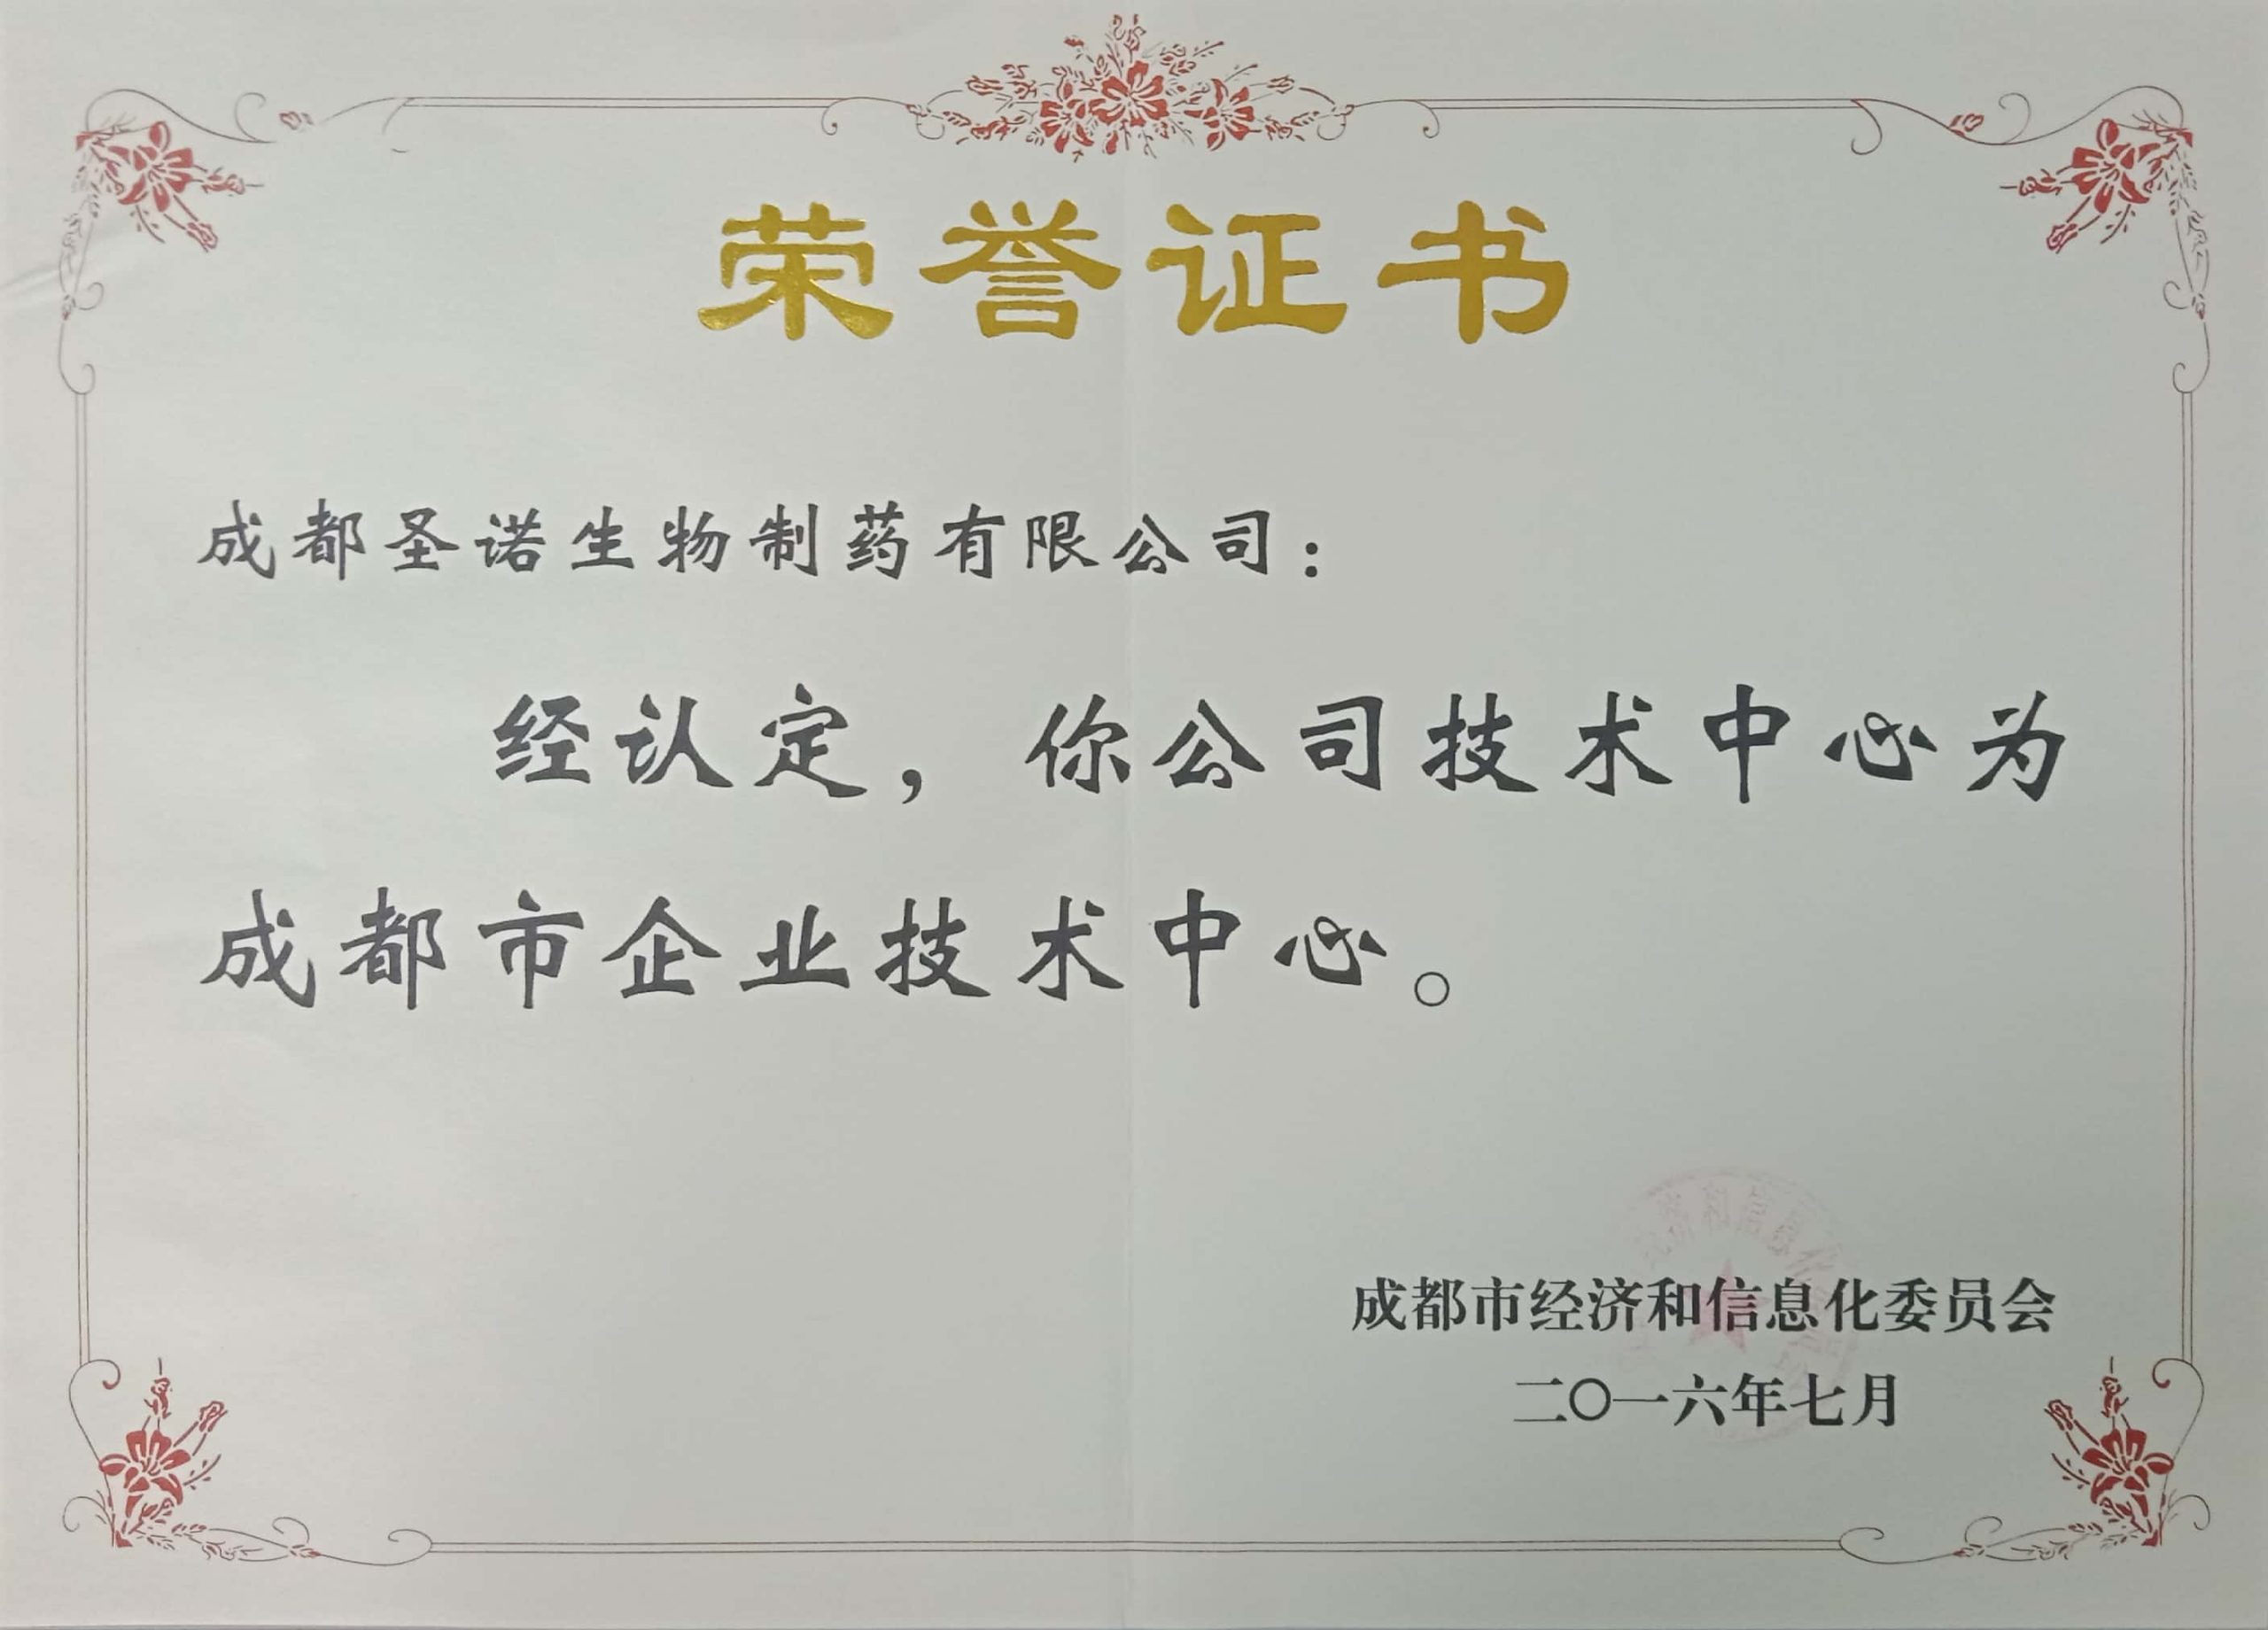 荣誉证书
成都圣诺生物制药有限公司：
经认定，你公司技术中心为
成都市企业技术中心。
成都市经济和信息化委员会
二〇一六年七月